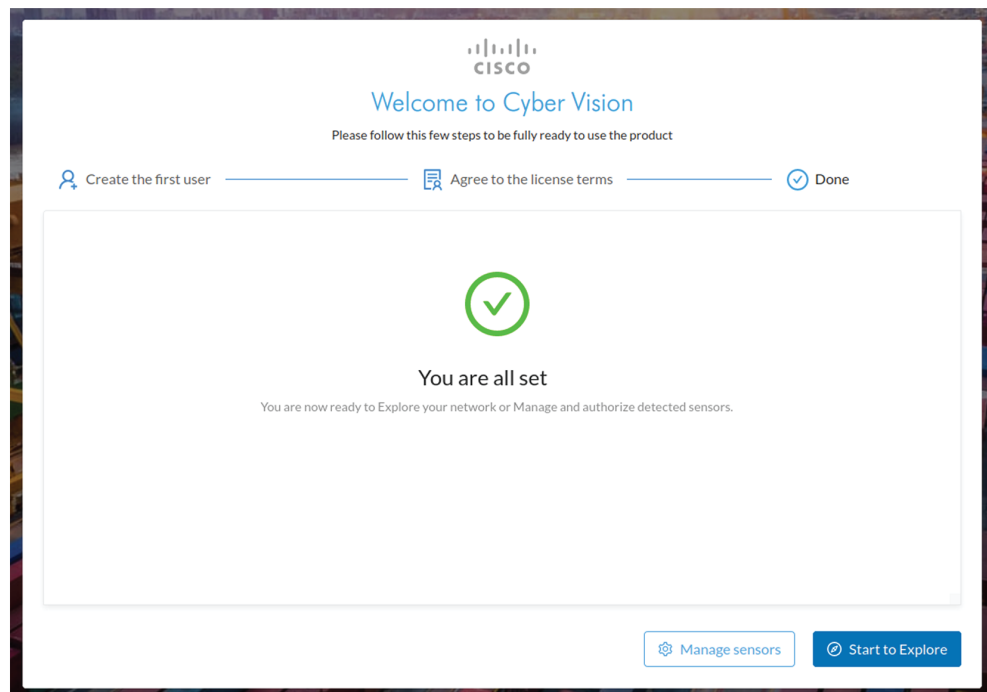 CISCO
Welcome to Cyber Vision
Please follow this few steps to be fully ready to use the product
Create the first user
Agree to the license terms
Done
You are all set
You are now ready to Explore your network or Manage and authorize detected sensors.
Manage sensors
Start to Explore